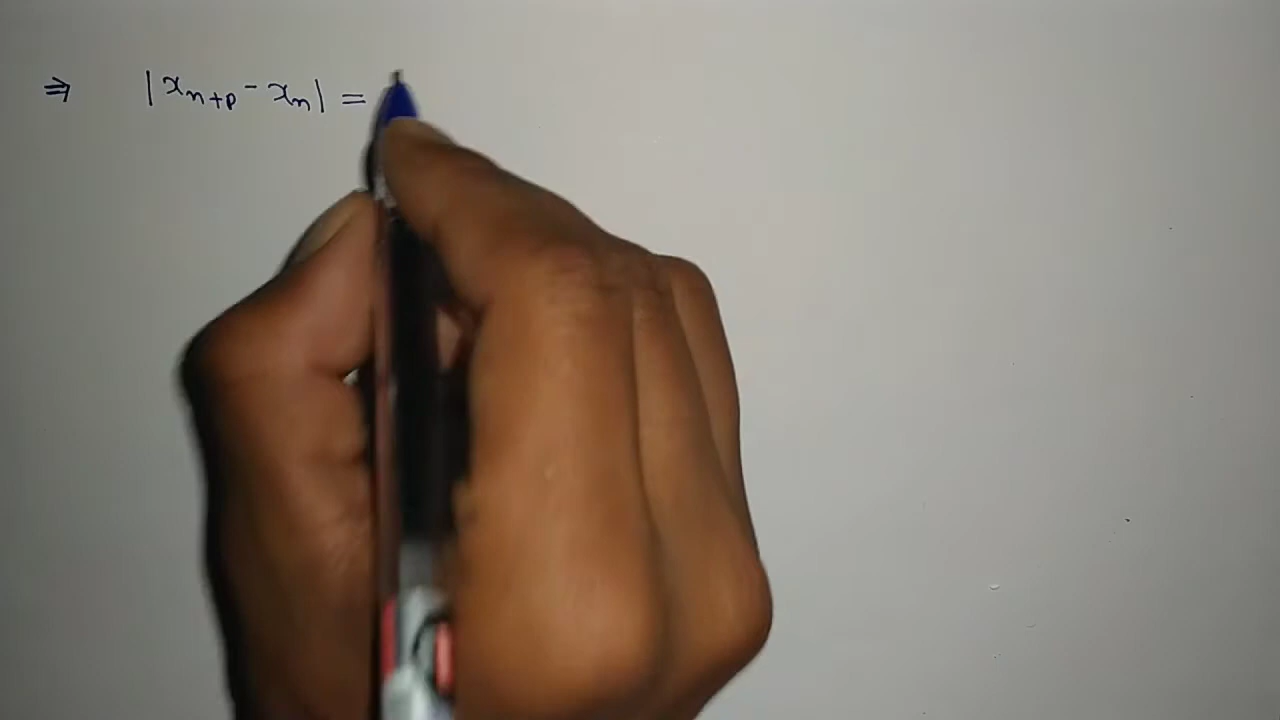 ⇒ |x_{n+p} - x_n| =